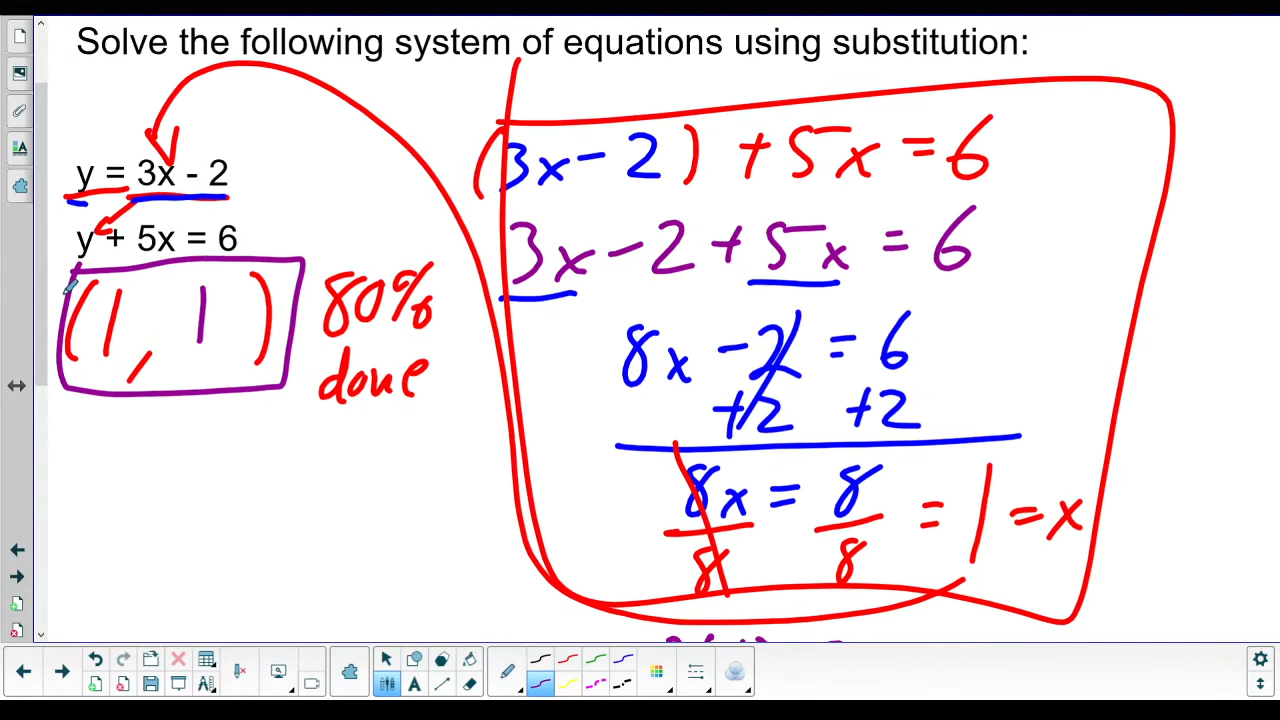 Solve the following system of equations using substitution:
y = 3x - 2
y + 5x = 6
(1, 1)
80%
done
(3x - 2) + 5x = 6
3x - 2 + 5x = 6
8x - 2 = 6
+2 +2
8x = 8 = 1 = x
8 8